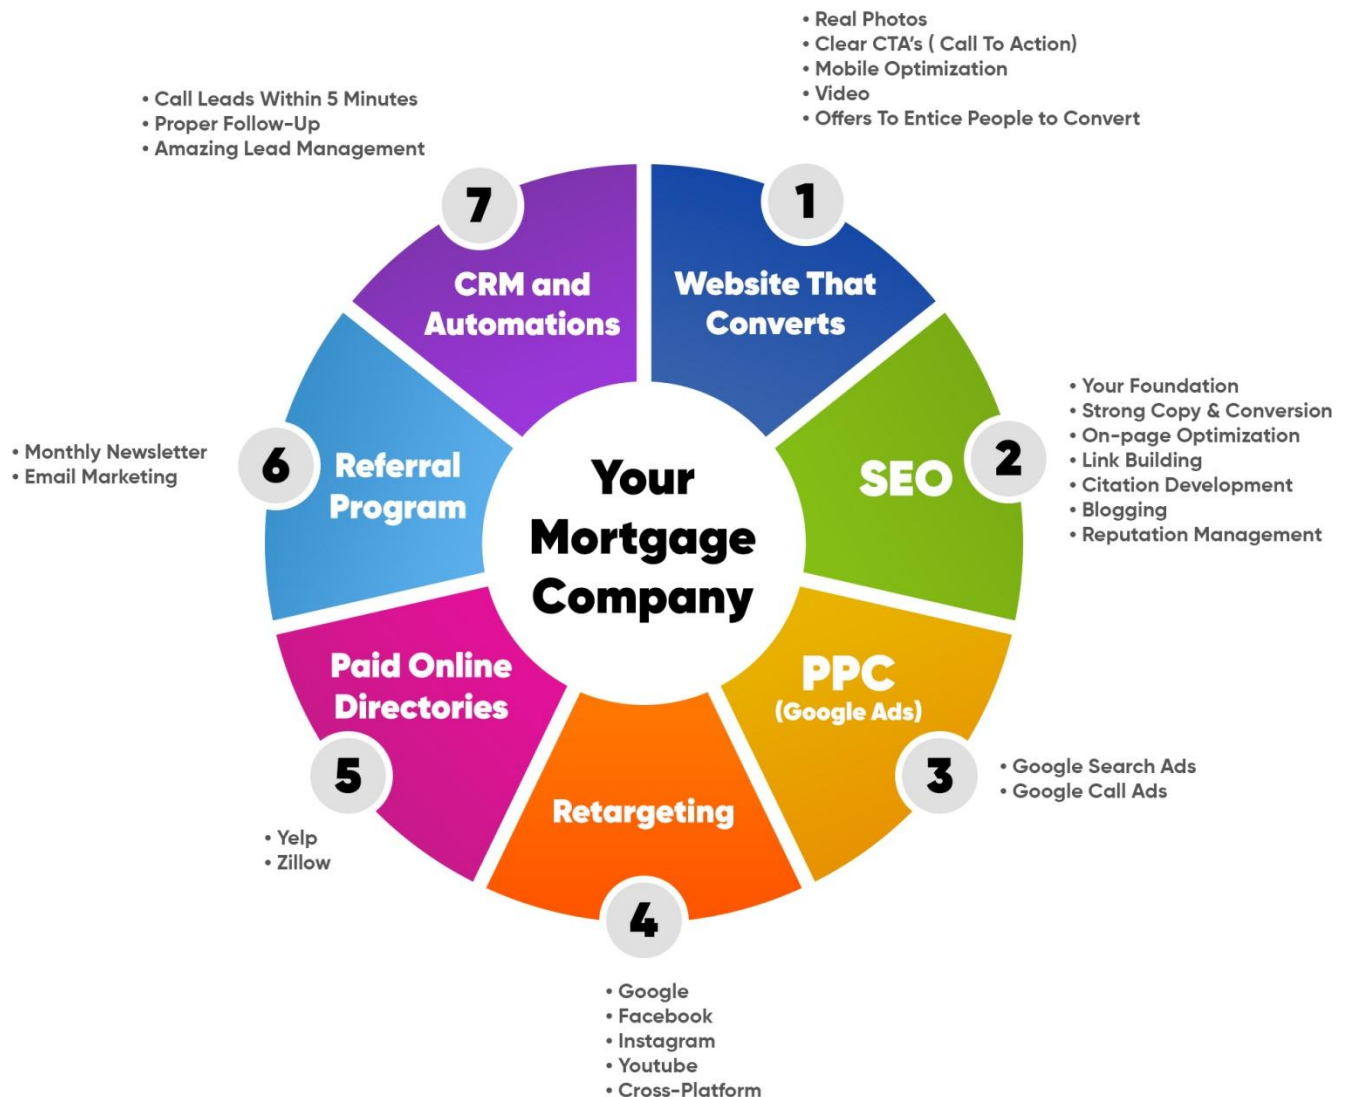 Your
Mortgage
Company
1
Website That
Converts
• Real Photos
• Clear CTA's ( Call To Action)
• Mobile Optimization
• Video
• Offers To Entice People to Convert
2
SEO
• Your Foundation
• Strong Copy & Conversion
• On-page Optimization
• Link Building
• Citation Development
• Blogging
• Reputation Management
3
PPC
(Google Ads)
• Google Search Ads
• Google Call Ads
4
Retargeting
• Google
• Facebook
• Instagram
• Youtube
• Cross-Platform
5
Paid Online
Directories
• Yelp
• Zillow
6
Referral
Program
• Monthly Newsletter
• Email Marketing
7
CRM and
Automations
• Call Leads Within 5 Minutes
• Proper Follow-Up
• Amazing Lead Management